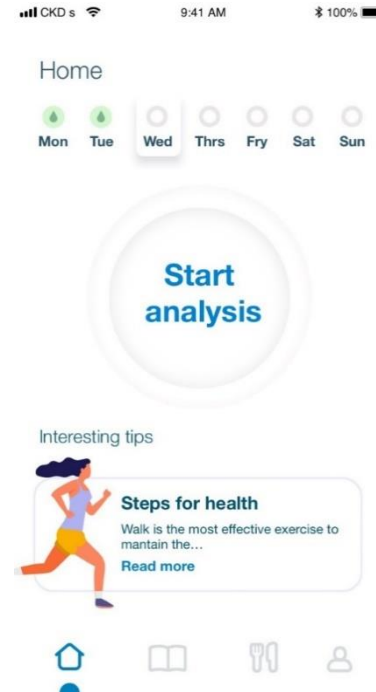 CKD s 9:41 AM 100%
Home
Mon Tue Wed Thrs Fry Sat Sun
Start
analysis
Interesting tips
Steps for health
Walk is the most effective exercise to
mantain the...
Read more